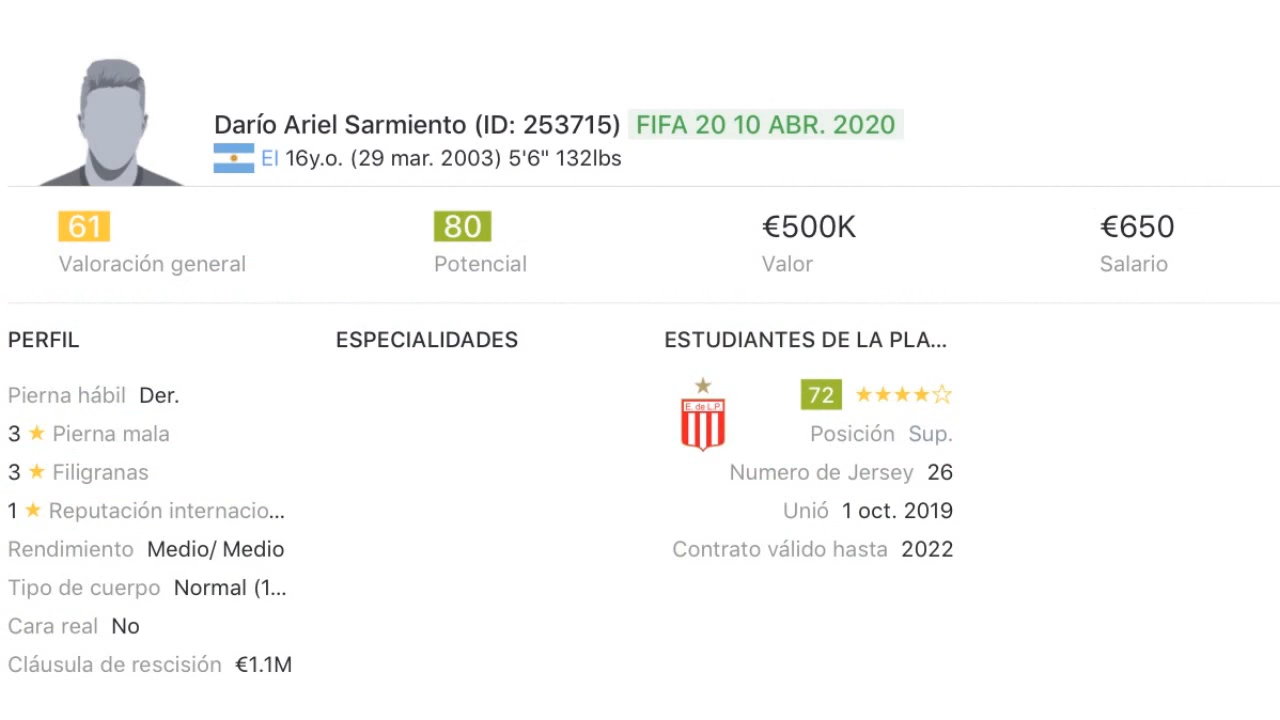 Darío Ariel Sarmiento (ID: 253715) FIFA 20 10 ABR. 2020
EI 16y.o. (29 mar. 2003) 5'6" 132lbs
61 80 €500K €650
Valoración general Potencial Valor Salario
PERFIL ESPECIALIDADES ESTUDIANTES DE LA PLA...
Pierna hábil Der.
3 ★ Pierna mala
3 ★ Filigranas
1 ★ Reputación internacio...
Rendimiento Medio/ Medio
Tipo de cuerpo Normal (1...
Cara real No
Cláusula de rescisión €1.1M
E. de L.P.
72 ★★★★☆
Posición Sup.
Numero de Jersey 26
Unió 1 oct. 2019
Contrato válido hasta 2022